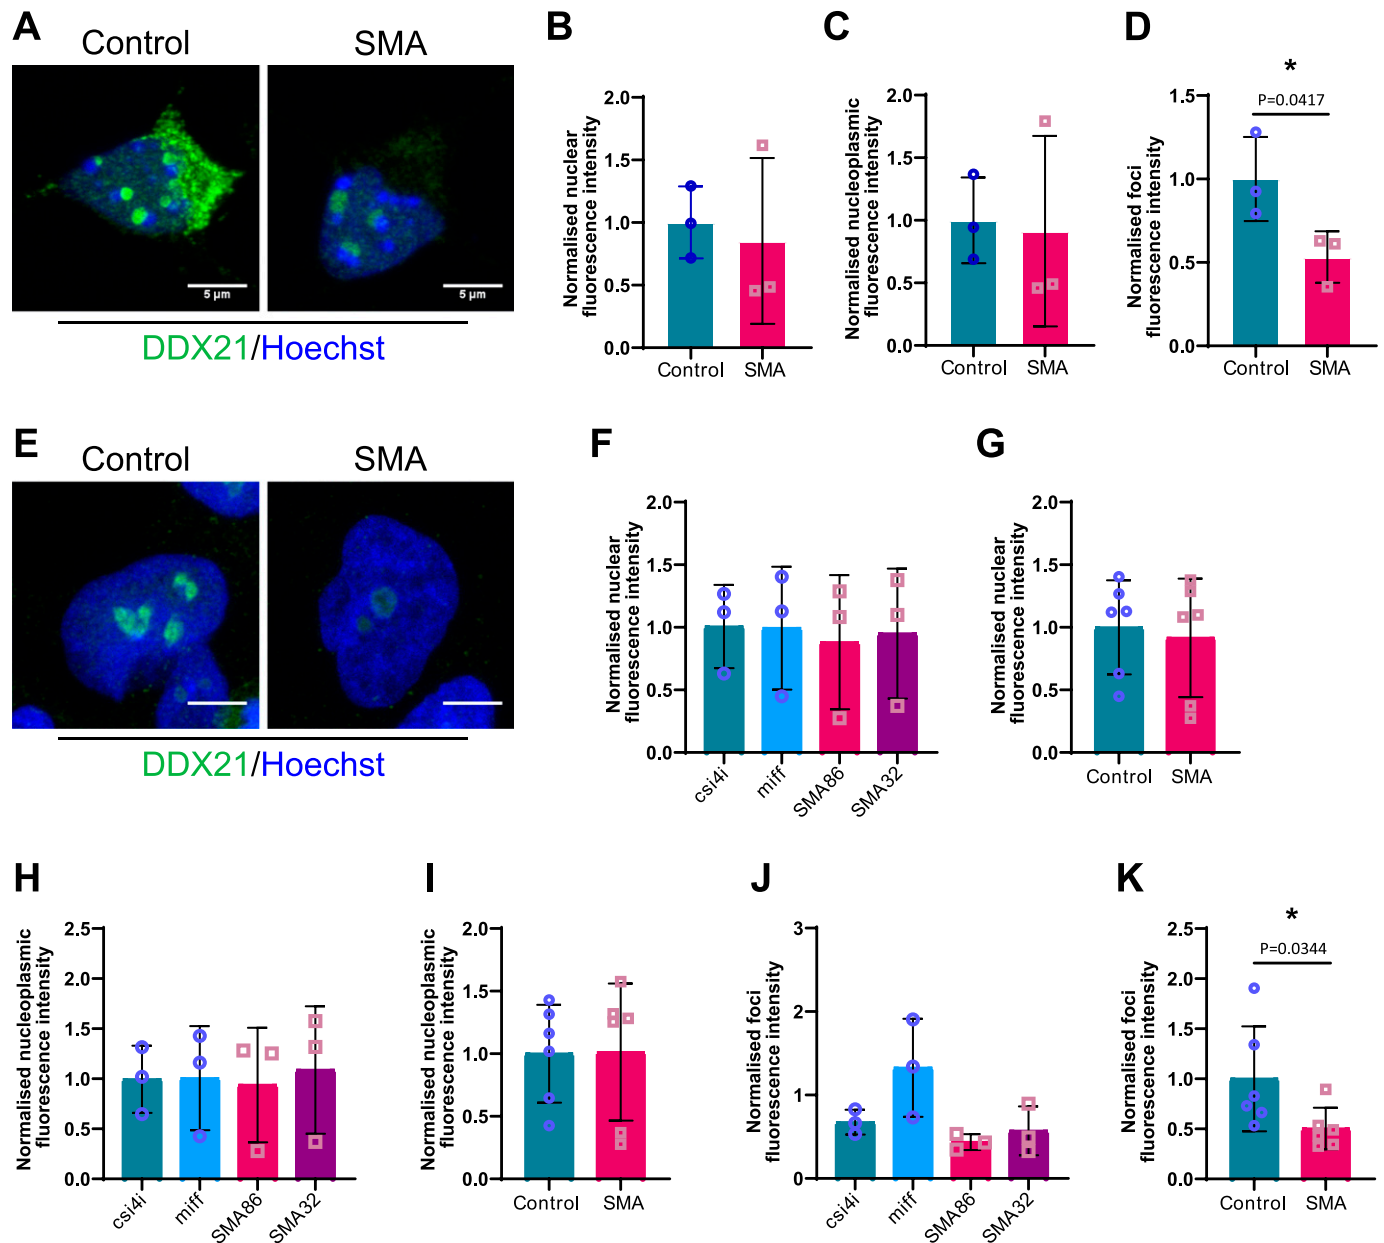 A
Control
SMA
5 µm
5 µm
DDX21/Hoechst
B
Normalised nuclear
fluorescence intensity
2.0
1.5
1.0
0.5
0.0
Control
SMA
C
Normalised nucleoplasmic
fluorescence intensity
2.0
1.5
1.0
0.5
0.0
Control
SMA
D
Normalised foci
fluorescence intensity
1.5
1.0
0.5
0.0
*
P=0.0417
Control
SMA
E
Control
SMA
DDX21/Hoechst
F
Normalised nuclear
fluorescence intensity
2.0
1.5
1.0
0.5
0.0
csi4i
miff
SMA86
SMA32
G
Normalised nuclear
fluorescence intensity
2.0
1.5
1.0
0.5
0.0
Control
SMA
H
Normalised nucleoplasmic
fluorescence intensity
2.5
2.0
1.5
1.0
0.5
0.0
csi4i
miff
SMA86
SMA32
I
Normalised nucleoplasmic
fluorescence intensity
2.0
1.5
1.0
0.5
0.0
Control
SMA
J
Normalised foci
fluorescence intensity
3
2
1
0
csi4i
miff
SMA86
SMA32
K
Normalised foci
fluorescence intensity
2.5
2.0
1.5
1.0
0.5
0.0
*
P=0.0344
Control
SMA